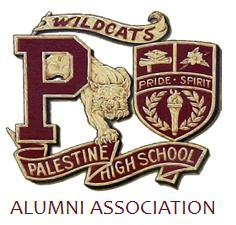 WILDCATS
P
PRIDE - SPIRIT
PALESTINE
HIGH SCHOOL
ALUMNI ASSOCIATION